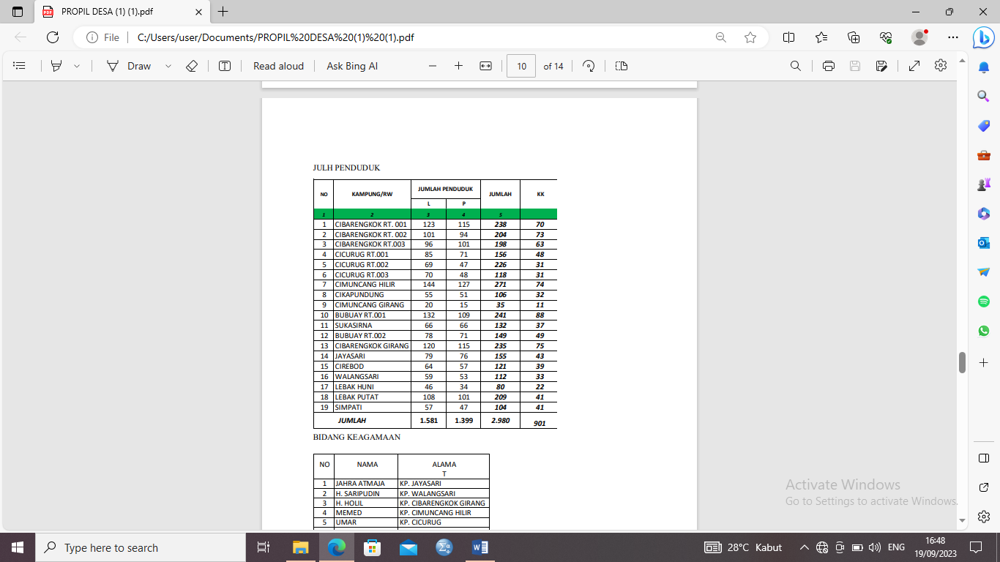 PROPIL DESA (1) (1).pdf
File C:/Users/user/Documents/PROPIL%20DESA%20(1)%20(1).pdf
Draw Read aloud Ask Bing AI 10 of 14
JULH PENDUDUK
NO KAMPUNG/RW JUMLAH PENDUDUK JUMLAH KK
L P
1 2 3 4 5
1 CIBARENGKOK RT. 001 123 115 238 70
2 CIBARENGKOK RT. 002 101 94 204 73
3 CIBARENGKOK RT.003 96 101 198 63
4 CICURUG RT.001 85 71 156 48
5 CICURUG RT.002 69 47 226 31
6 CICURUG RT.003 70 48 118 31
7 CIMUNCANG HILIR 144 127 271 74
8 CIKAPUNDUNG 55 51 106 32
9 CIMUNCANG GIRANG 20 15 35 11
10 BUBUAY RT.001 132 109 241 88
11 SUKASIRNA 66 66 132 37
12 BUBUAY RT.002 78 71 149 49
13 CIBARENGKOK GIRANG 120 115 235 75
14 JAYASARI 79 76 155 43
15 CIREBOD 64 57 121 39
16 WALANGSARI 59 53 112 33
17 LEBAK HUNI 46 34 80 22
18 LEBAK PUTAT 108 101 209 41
19 SIMPATI 57 47 104 41
JUMLAH 1.581 1.399 2.980 901
BIDANG KEAGAMAAN
NO NAMA ALAMA
T
1 JAHRA ATMAJA KP. JAYASARI
2 H. SARIPUDIN KP. WALANGSARI
3 H. HOLIL KP. CIBARENGKOK GIRANG
4 MEMED KP. CIMUNCANG HILIR
5 UMAR KP. CICURUG
Activate Windows
Go to Settings to activate Windows.
Type here to search
28°C Kabut ENG 16:48
19/09/2023